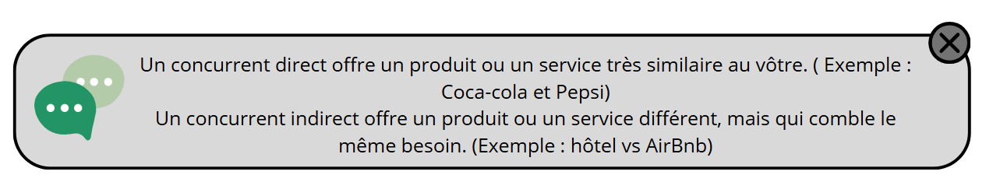 Un concurrent direct offre un produit ou un service très similaire au vôtre. ( Exemple :
Coca-cola et Pepsi)
Un concurrent indirect offre un produit ou un service différent, mais qui comble le
même besoin. (Exemple : hôtel vs AirBnb)